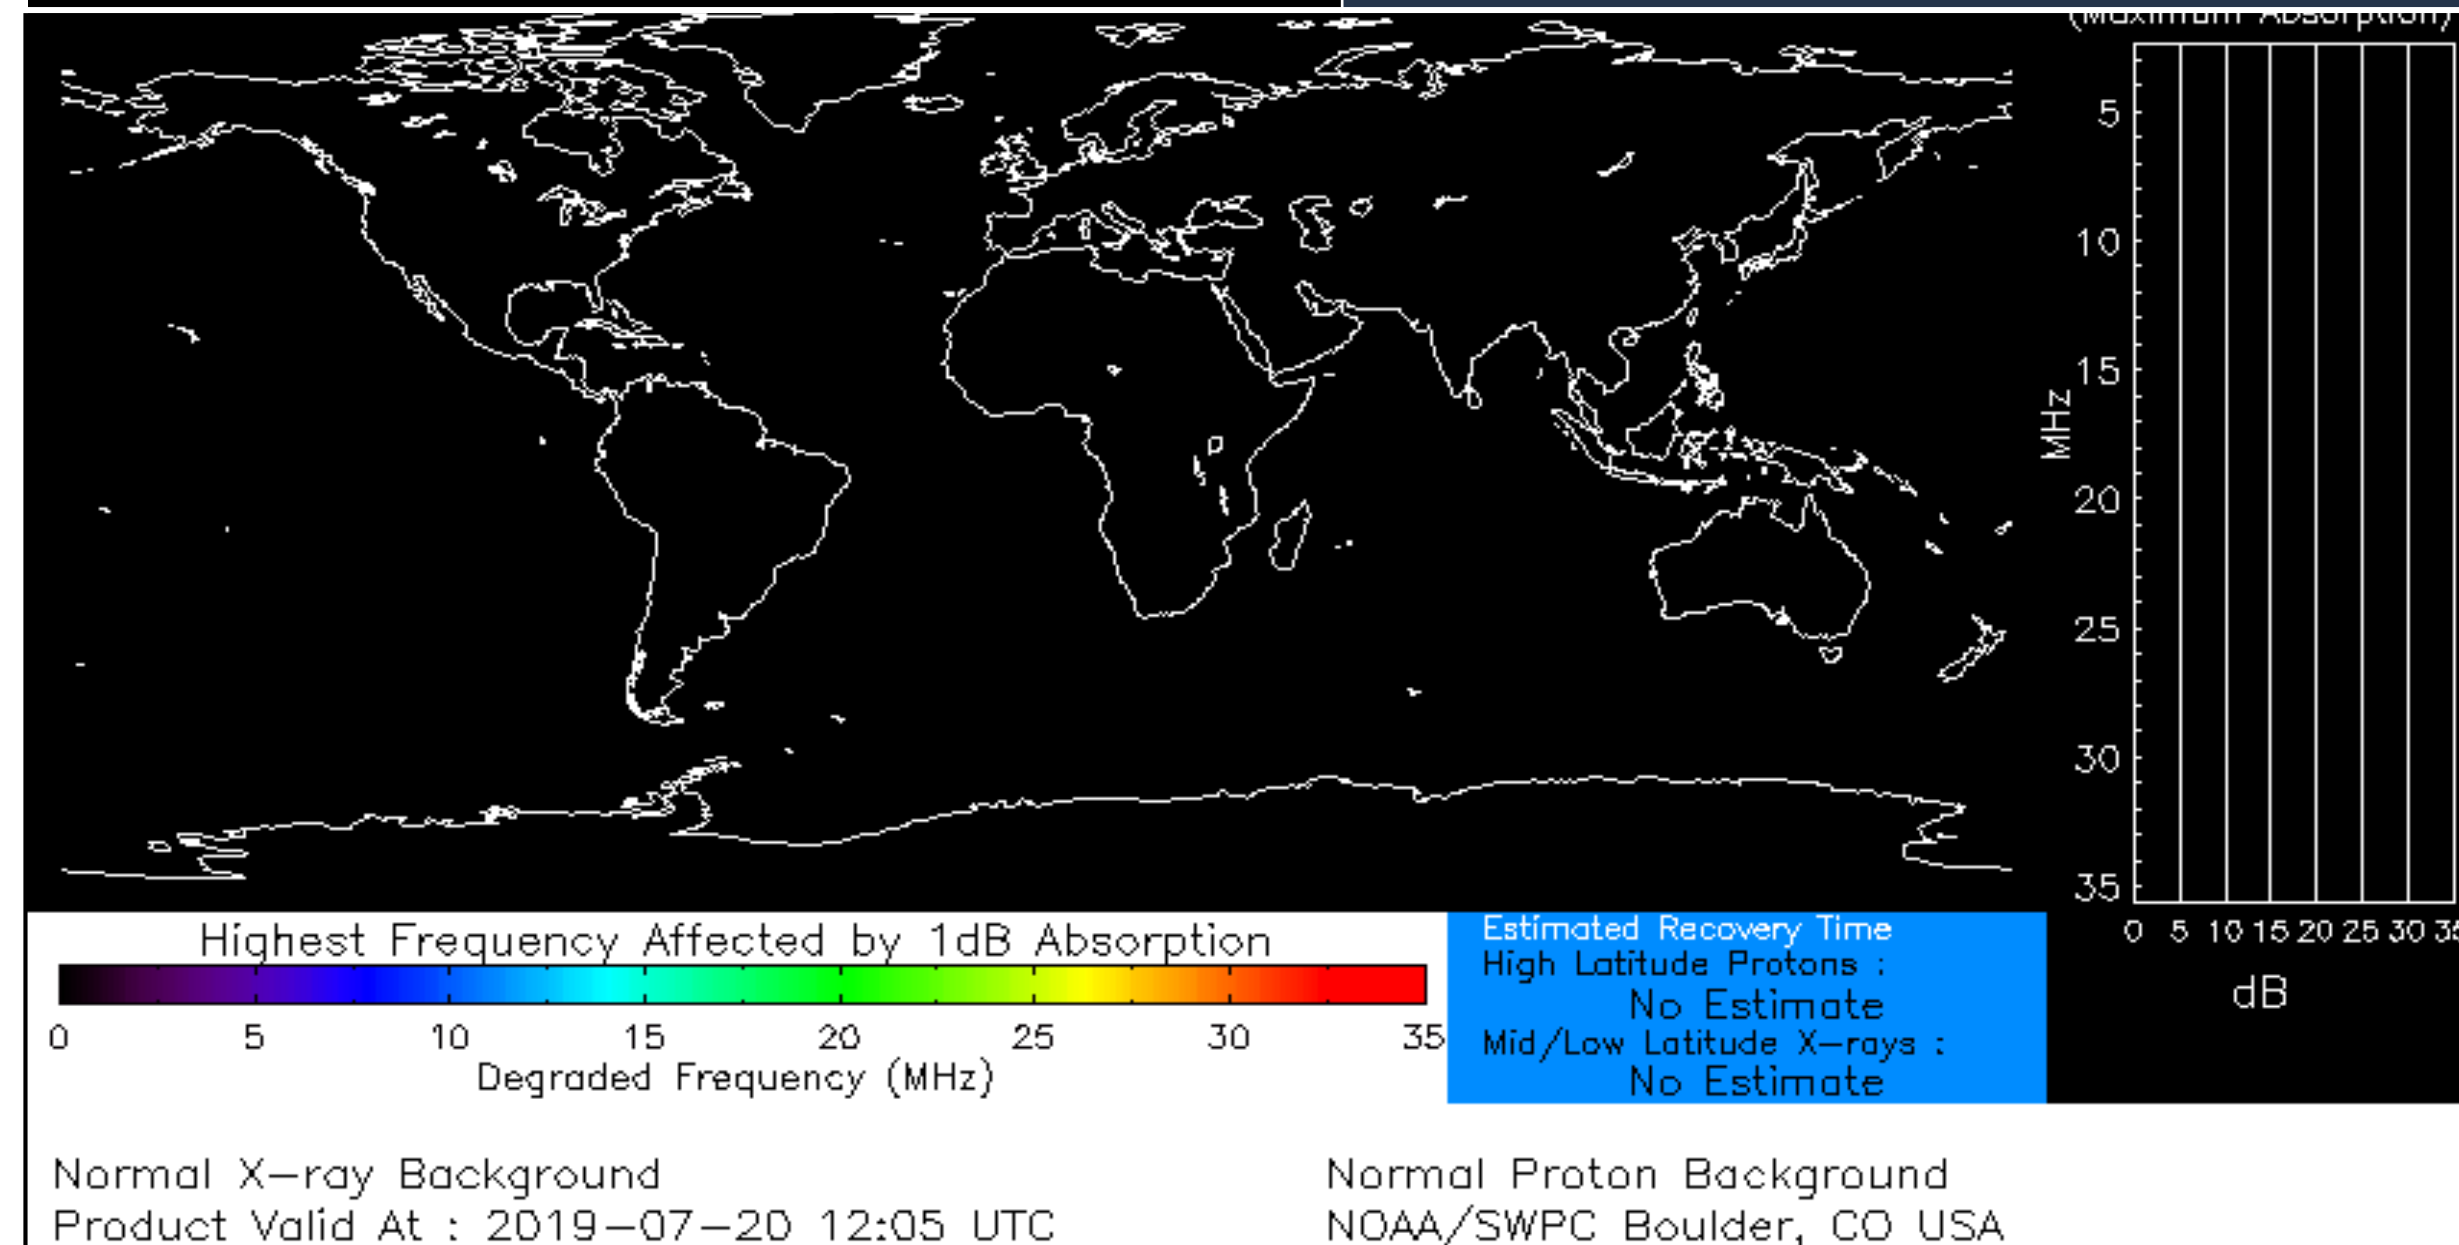 (Maximum Absorption)
5
10
15
20
25
30
35
MHz
0 5 10 15 20 25 30 35
dB
Highest Frequency Affected by 1dB Absorption
0 5 10 15 20 25 30 35
Degraded Frequency (MHz)
Estimated Recovery Time
High Latitude Protons :
No Estimate
Mid/Low Latitude X-rays :
No Estimate
Normal X-ray Background
Normal Proton Background
Product Valid At : 2019-07-20 12:05 UTC
NOAA/SWPC Boulder, CO USA